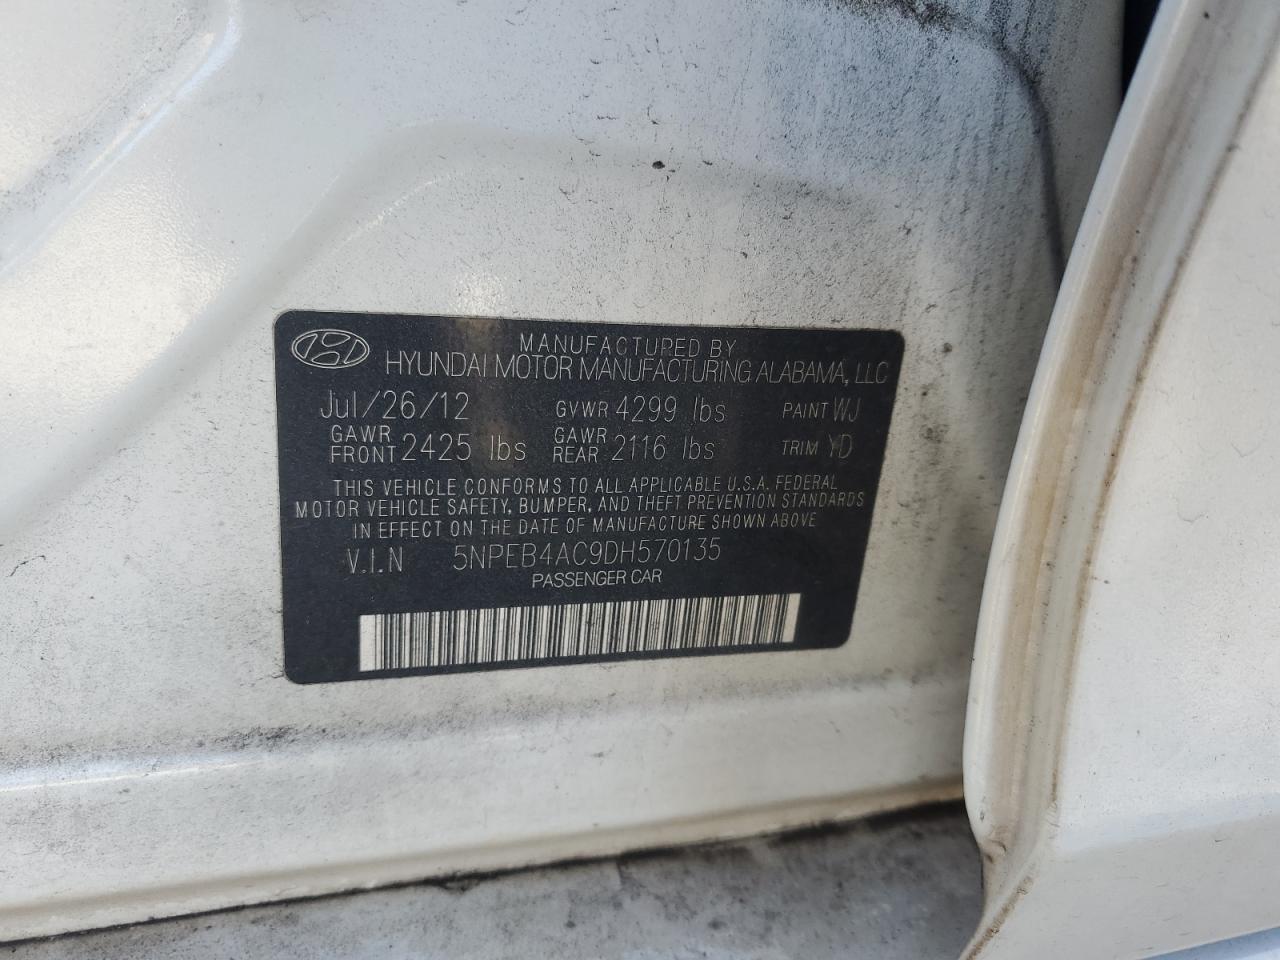 MANUFACTURED BY
HYUNDAI MOTOR MANUFACTURING ALABAMA, LLC
Jul/26/12 GVWR 4299 lbs PAINT WJ
GAWR FRONT 2425 lbs GAWR REAR 2116 lbs TRIM YD
THIS VEHICLE CONFORMS TO ALL APPLICABLE U.S.A. FEDERAL
MOTOR VEHICLE SAFETY, BUMPER, AND THEFT PREVENTION STANDARDS
IN EFFECT ON THE DATE OF MANUFACTURE SHOWN ABOVE
V.I.N 5NPEB4AC9DH570135
PASSENGER CAR